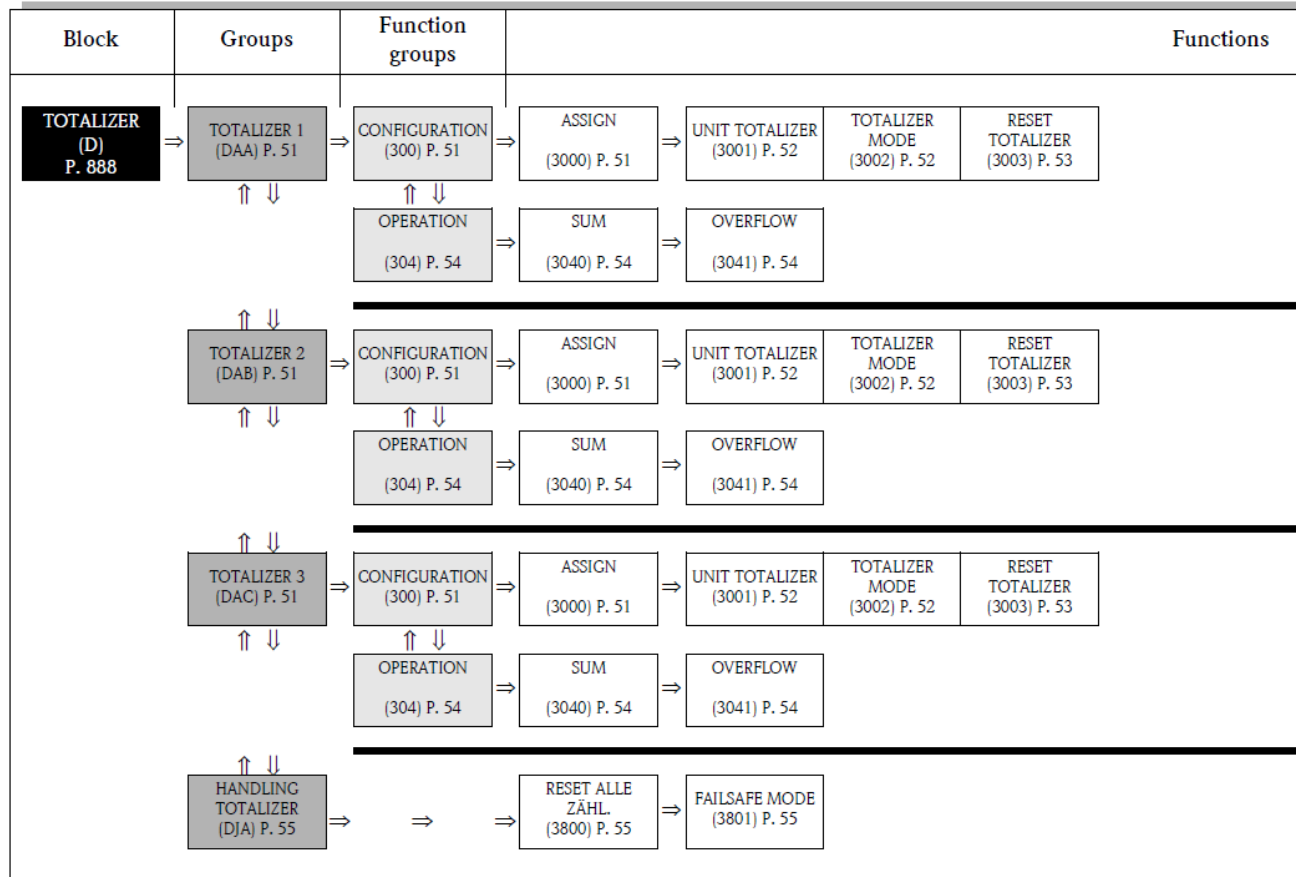 Block
Groups
Function
groups
Functions
TOTALIZER
(D)
P. 888
⇒
TOTALIZER 1
(DAA) P. 51
⇒
CONFIGURATION
(300) P. 51
⇒
ASSIGN
(3000) P. 51
⇒
UNIT TOTALIZER
(3001) P. 52
TOTALIZER
MODE
(3002) P. 52
RESET
TOTALIZER
(3003) P. 53
⇑ ⇓
⇑ ⇓
OPERATION
(304) P. 54
⇒
SUM
(3040) P. 54
⇒
OVERFLOW
(3041) P. 54
⇑ ⇓
TOTALIZER 2
(DAB) P. 51
⇒
CONFIGURATION
(300) P. 51
⇒
ASSIGN
(3000) P. 51
⇒
UNIT TOTALIZER
(3001) P. 52
TOTALIZER
MODE
(3002) P. 52
RESET
TOTALIZER
(3003) P. 53
⇑ ⇓
⇑ ⇓
OPERATION
(304) P. 54
⇒
SUM
(3040) P. 54
⇒
OVERFLOW
(3041) P. 54
⇑ ⇓
TOTALIZER 3
(DAC) P. 51
⇒
CONFIGURATION
(300) P. 51
⇒
ASSIGN
(3000) P. 51
⇒
UNIT TOTALIZER
(3001) P. 52
TOTALIZER
MODE
(3002) P. 52
RESET
TOTALIZER
(3003) P. 53
⇑ ⇓
⇑ ⇓
OPERATION
(304) P. 54
⇒
SUM
(3040) P. 54
⇒
OVERFLOW
(3041) P. 54
⇑ ⇓
HANDLING
TOTALIZER
(DJA) P. 55
⇒
⇒
⇒
RESET ALLE
ZÄHL.
(3800) P. 55
⇒
FAILSAFE MODE
(3801) P. 55